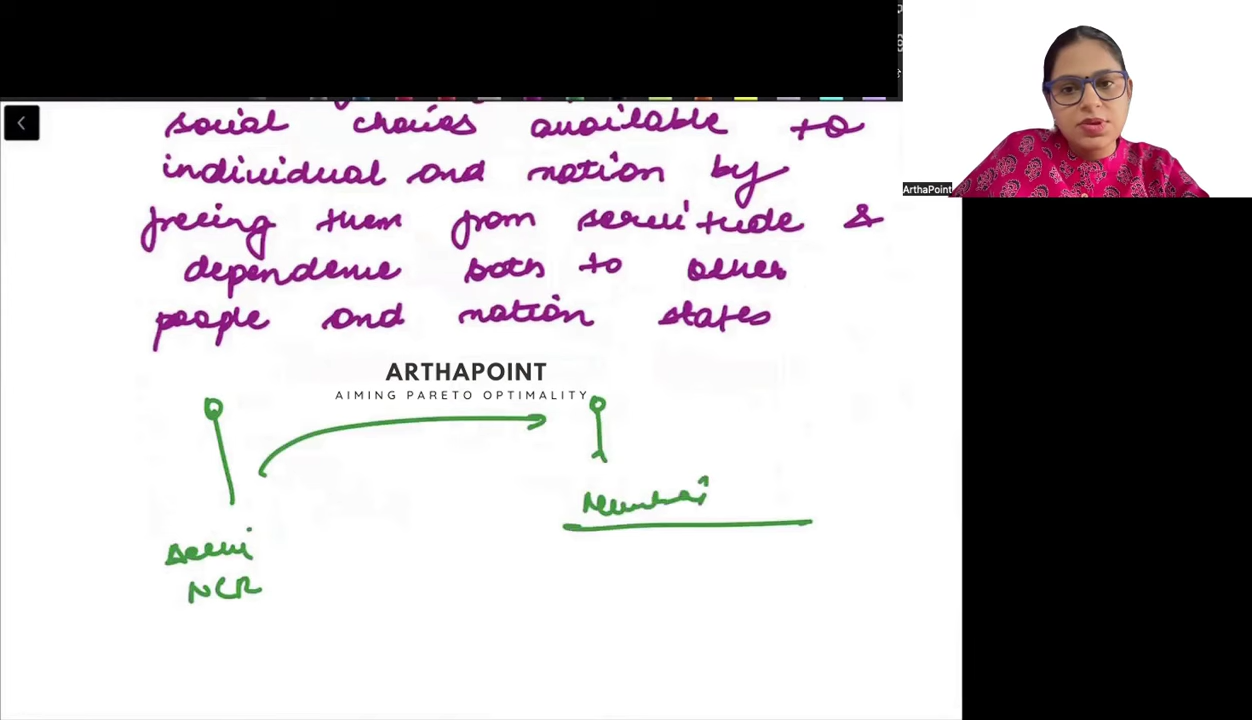 social choices available to
individual and nation by
freeing them from servitude &
dependence both to other
people and nation states
ARTHAPOINT
AIMING PARETO OPTIMALITY
Mumbai
Delhi
NCR
ArthaPoint